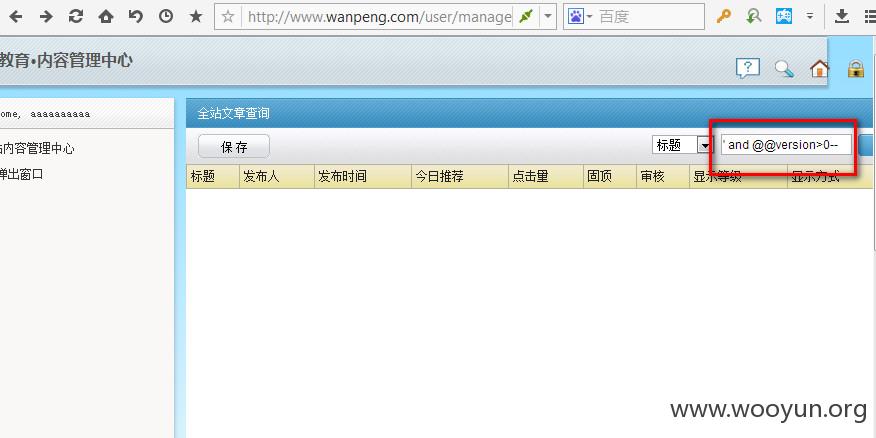 http://www.wanpeng.com/user/manage
百度
教育•内容管理中心
ome, aaaaaaaaaa
内容管理中心
弹出窗口
全站文章查询
保存
标题
' and @@version>0--
标题 发布人 发布时间 今日推荐 点击量 固顶 审核 显示等级 显示方式
www.wooyun.org